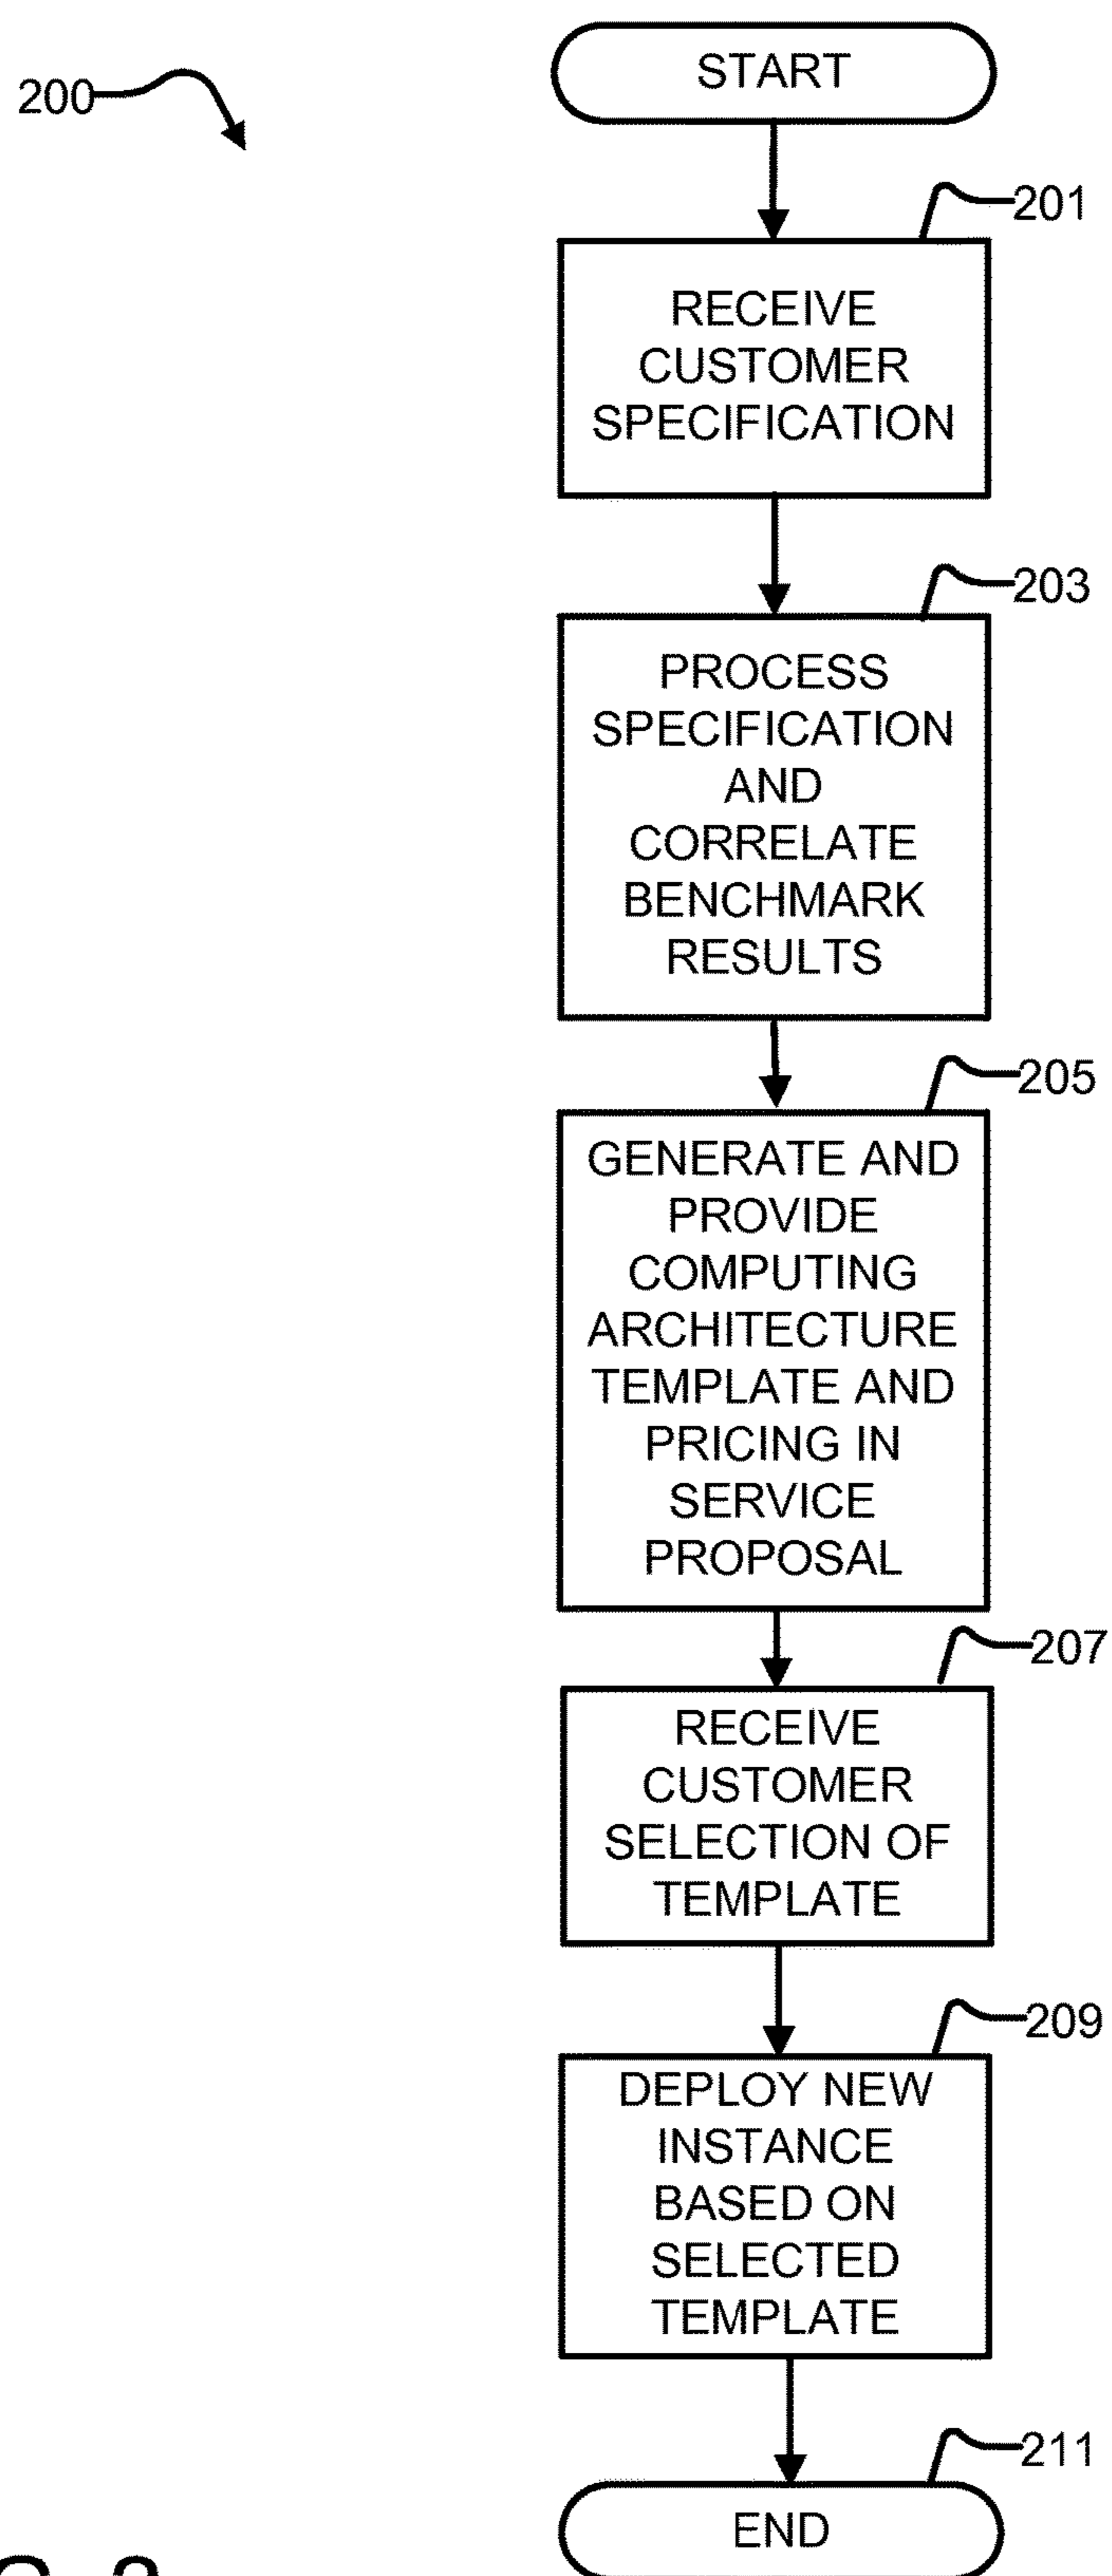 START
200
201
RECEIVE
CUSTOMER
SPECIFICATION
203
PROCESS
SPECIFICATION
AND
CORRELATE
BENCHMARK
RESULTS
205
GENERATE AND
PROVIDE
COMPUTING
ARCHITECTURE
TEMPLATE AND
PRICING IN
SERVICE
PROPOSAL
207
RECEIVE
CUSTOMER
SELECTION OF
TEMPLATE
209
DEPLOY NEW
INSTANCE
BASED ON
SELECTED
TEMPLATE
211
END